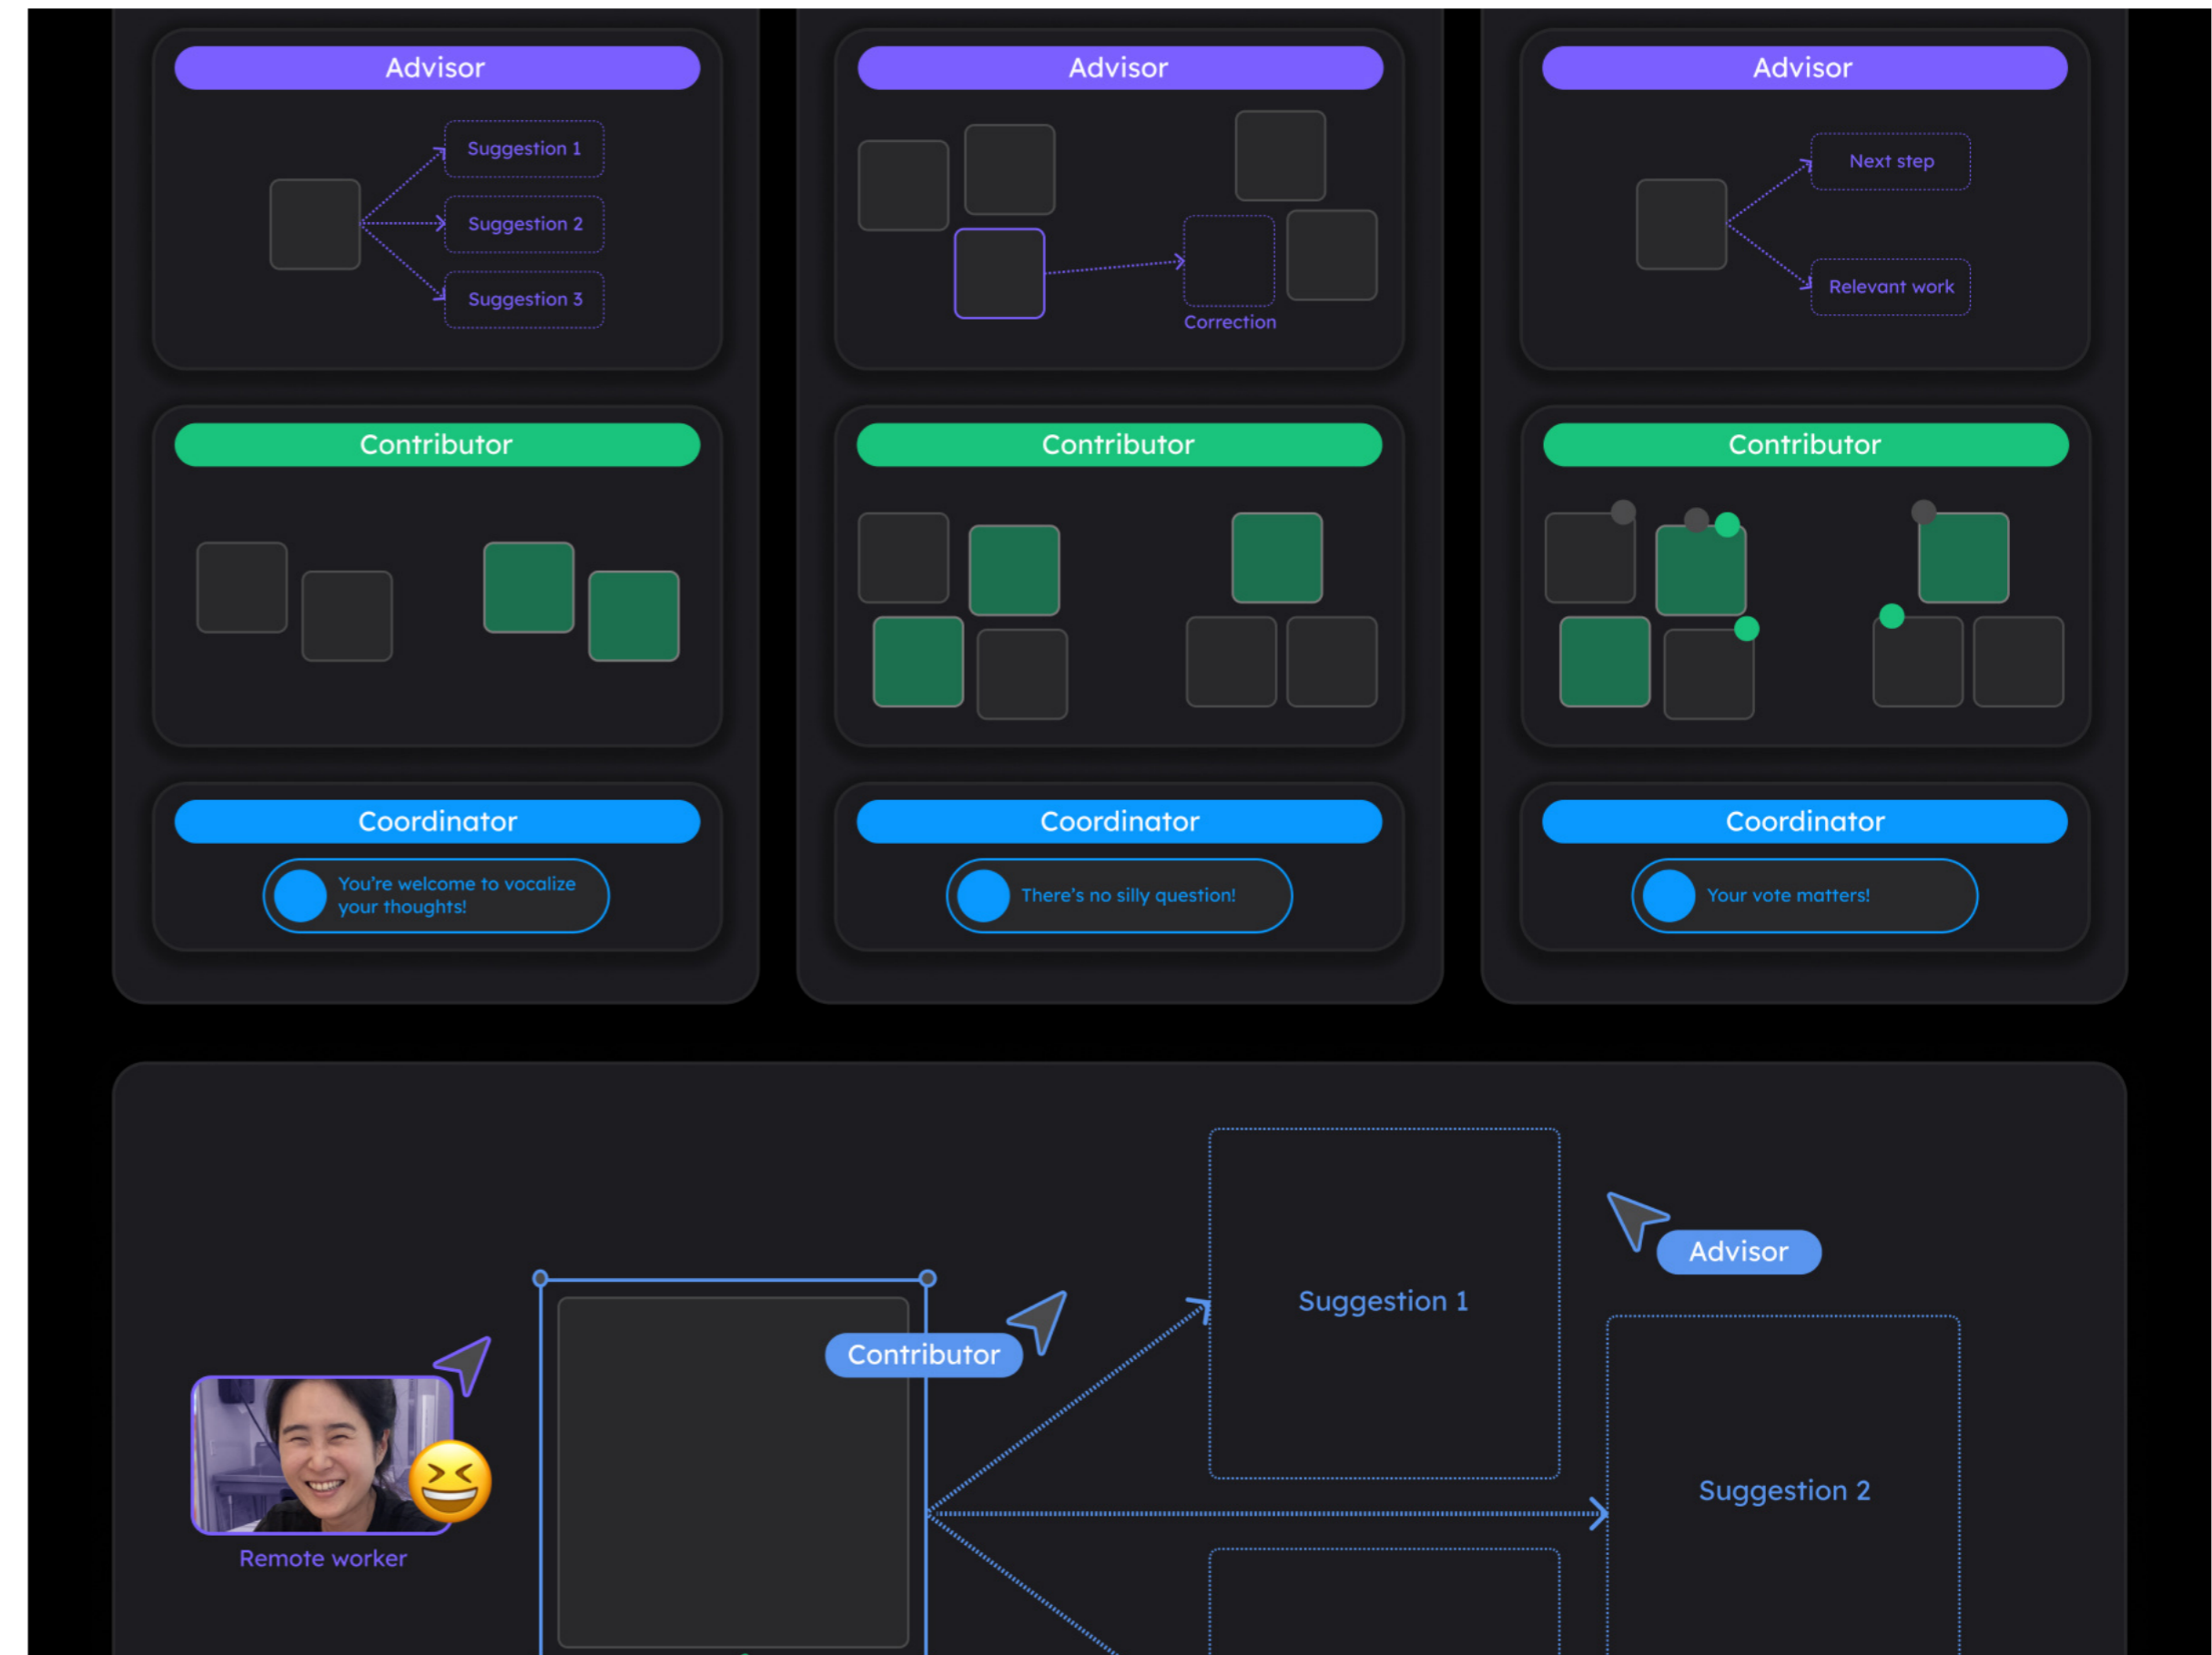 Advisor
Suggestion 1
Suggestion 2
Suggestion 3
Contributor
Coordinator
You're welcome to vocalize
your thoughts!
Advisor
Correction
Contributor
Coordinator
There's no silly question!
Advisor
Next step
Relevant work
Contributor
Coordinator
Your vote matters!
Remote worker
Contributor
Suggestion 1
Advisor
Suggestion 2